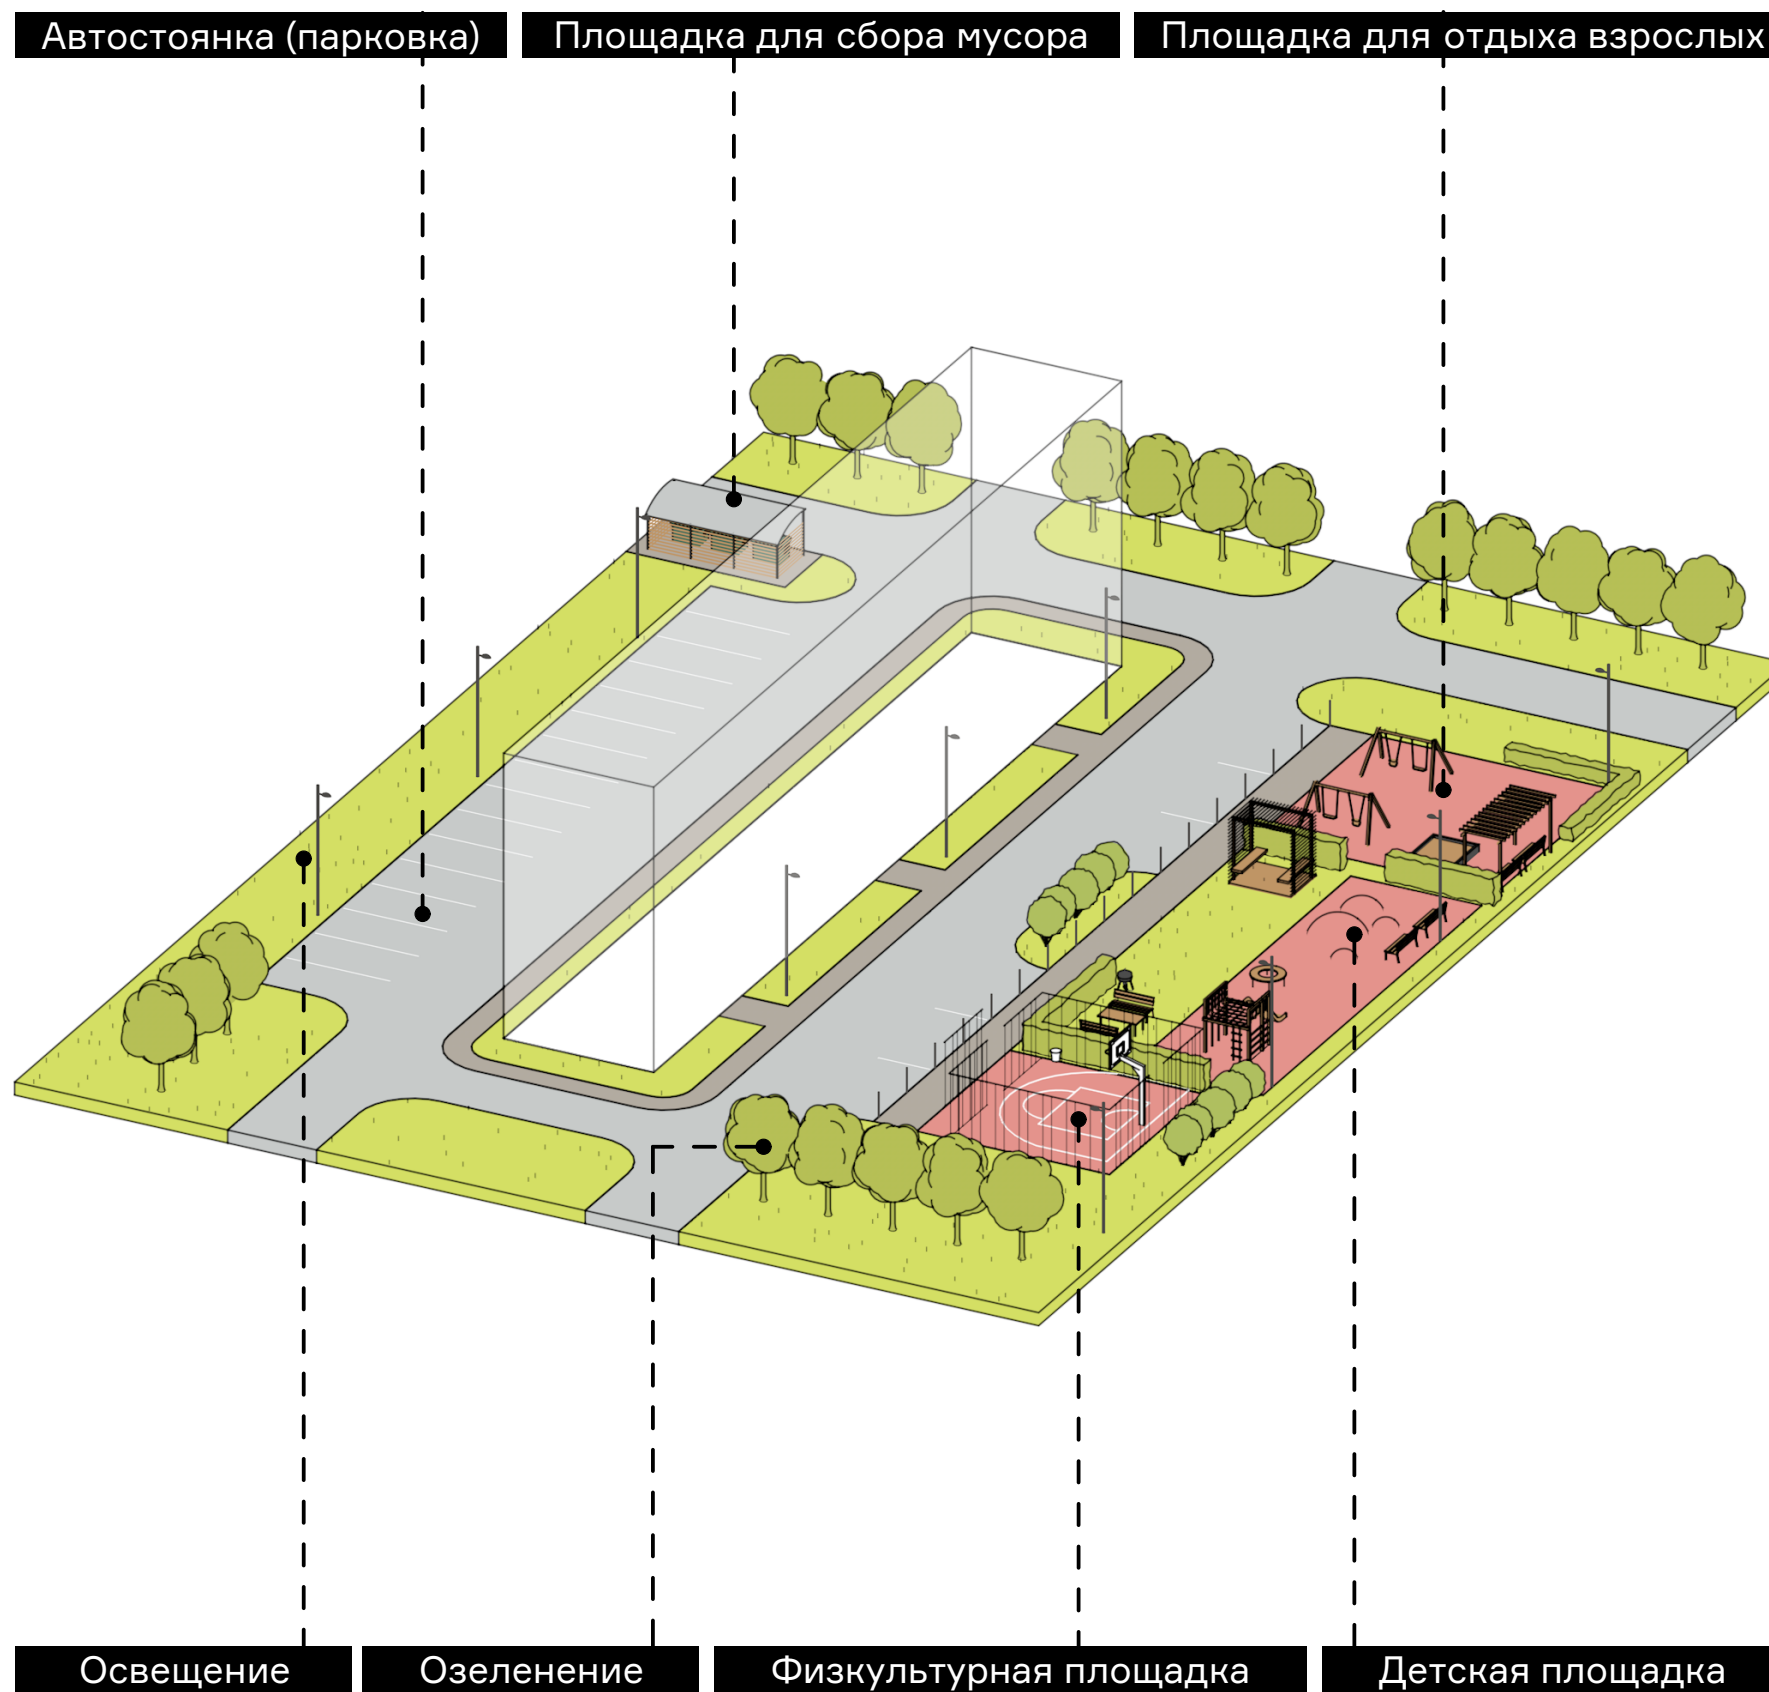 Автостоянка (парковка)
Площадка для сбора мусора
Площадка для отдыха взрослых
Освещение
Озеленение
Физкультурная площадка
Детская площадка